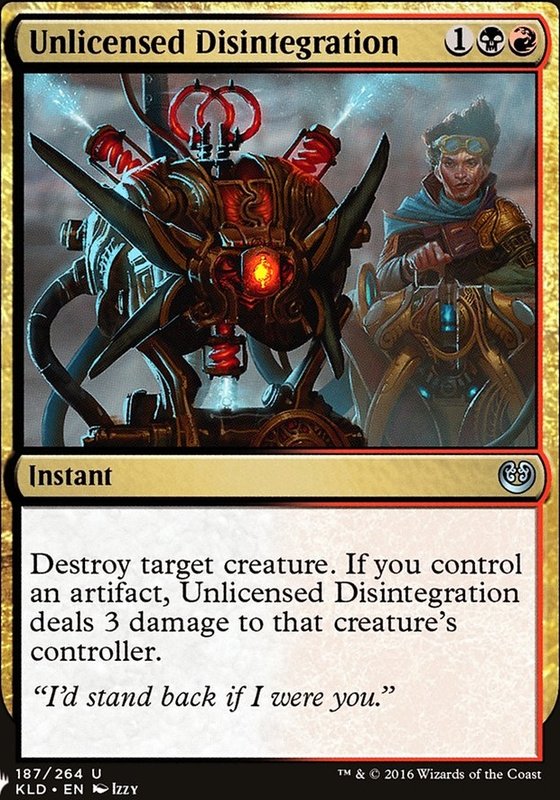 Unlicensed Disintegration 1
Instant
Destroy target creature. If you control
an artifact, Unlicensed Disintegration
deals 3 damage to that creature’s
controller.
“I’d stand back if I were you.”
187/264 U
KLD • EN Izzy
™ & © 2016 Wizards of the Coast